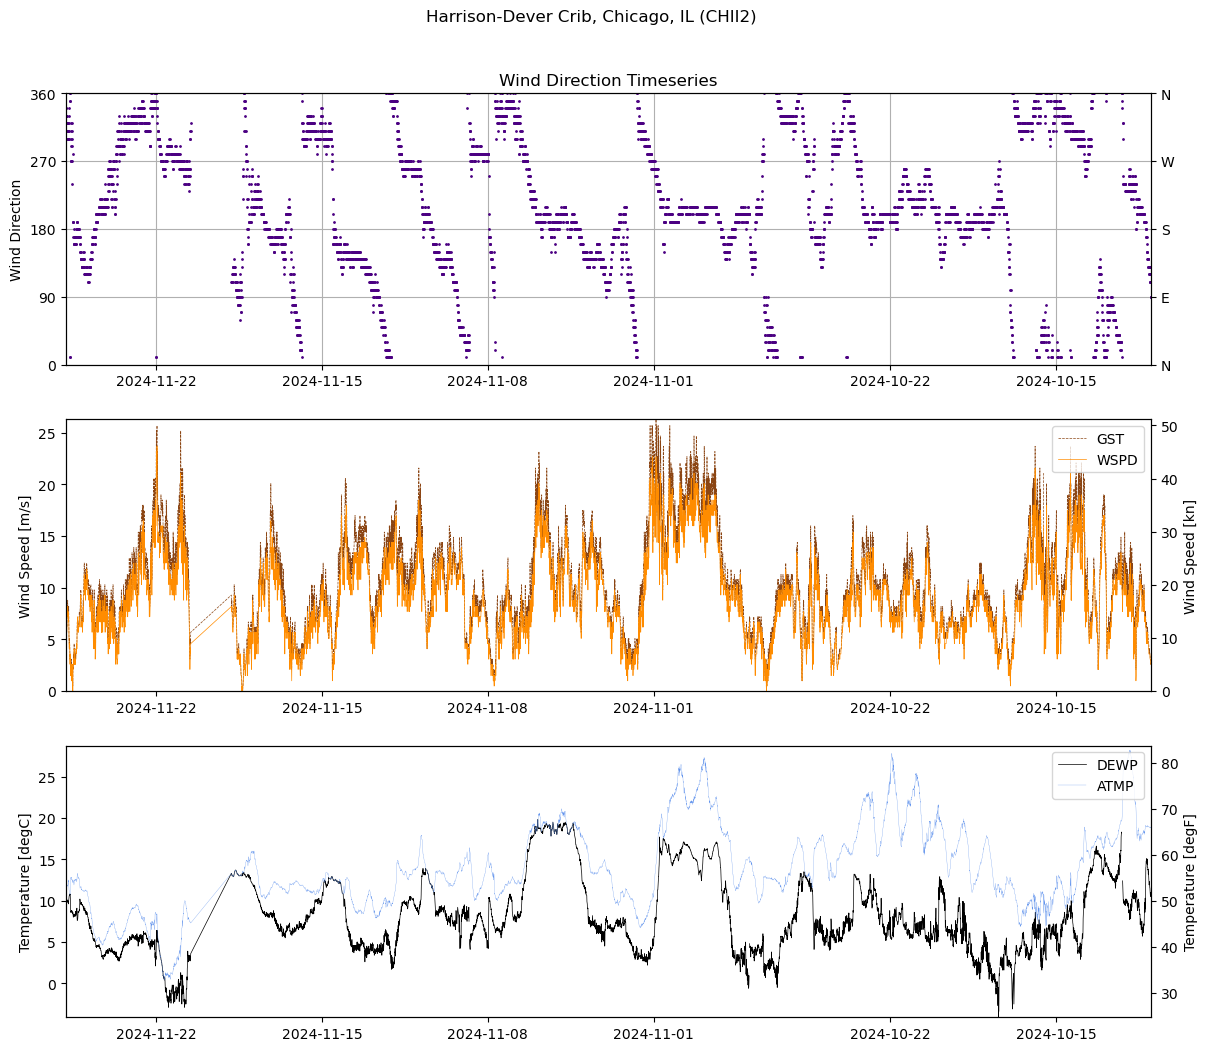 Harrison-Dever Crib, Chicago, IL (CHII2)
Wind Direction Timeseries
Wind Direction
360
270
180
90
0
N
W
S
E
N
2024-11-22 2024-11-15 2024-11-08 2024-11-01 2024-10-22 2024-10-15
Wind Speed [m/s]
25
20
15
10
5
0
GST
WSPD
50
40
30
20
10
0
Wind Speed [kn]
2024-11-22 2024-11-15 2024-11-08 2024-11-01 2024-10-22 2024-10-15
Temperature [degC]
25
20
15
10
5
0
DEWP
ATMP
80
70
60
50
40
30
Temperature [degF]
2024-11-22 2024-11-15 2024-11-08 2024-11-01 2024-10-22 2024-10-15